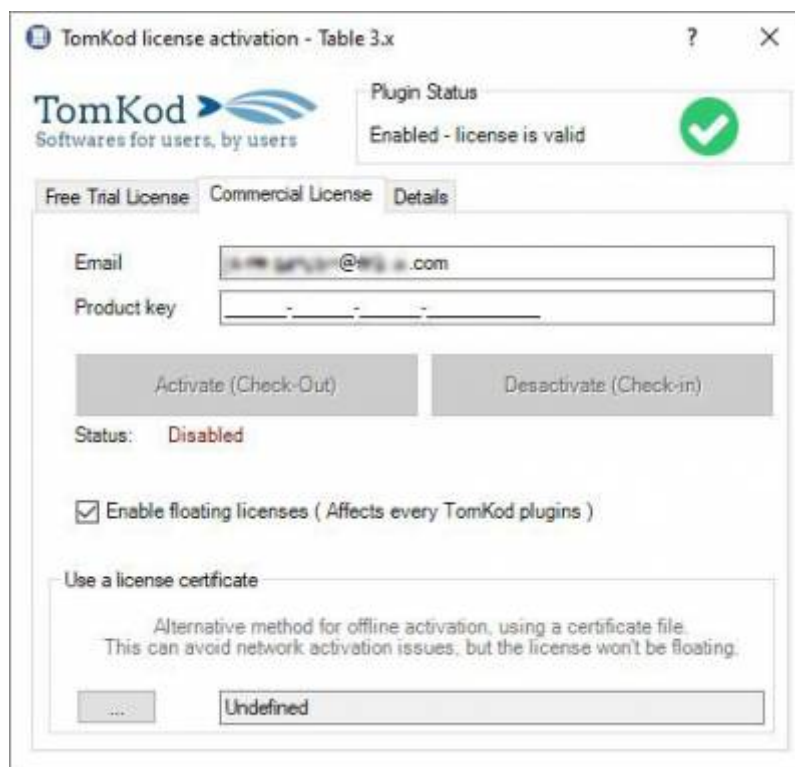 TomKod license activation - Table 3.x
?
TomKod
Softwares for users, by users
Plugin Status
Enabled - license is valid
Free Trial License
Commercial License
Details
Email
@
.com
Product key
Activate (Check-Out)
Desactivate (Check-in)
Status: Disabled
Enable floating licenses ( Affects every TomKod plugins )
Use a license certificate
Alternative method for offline activation, using a certificate file.
This can avoid network activation issues, but the license won't be floating.
...
Undefined